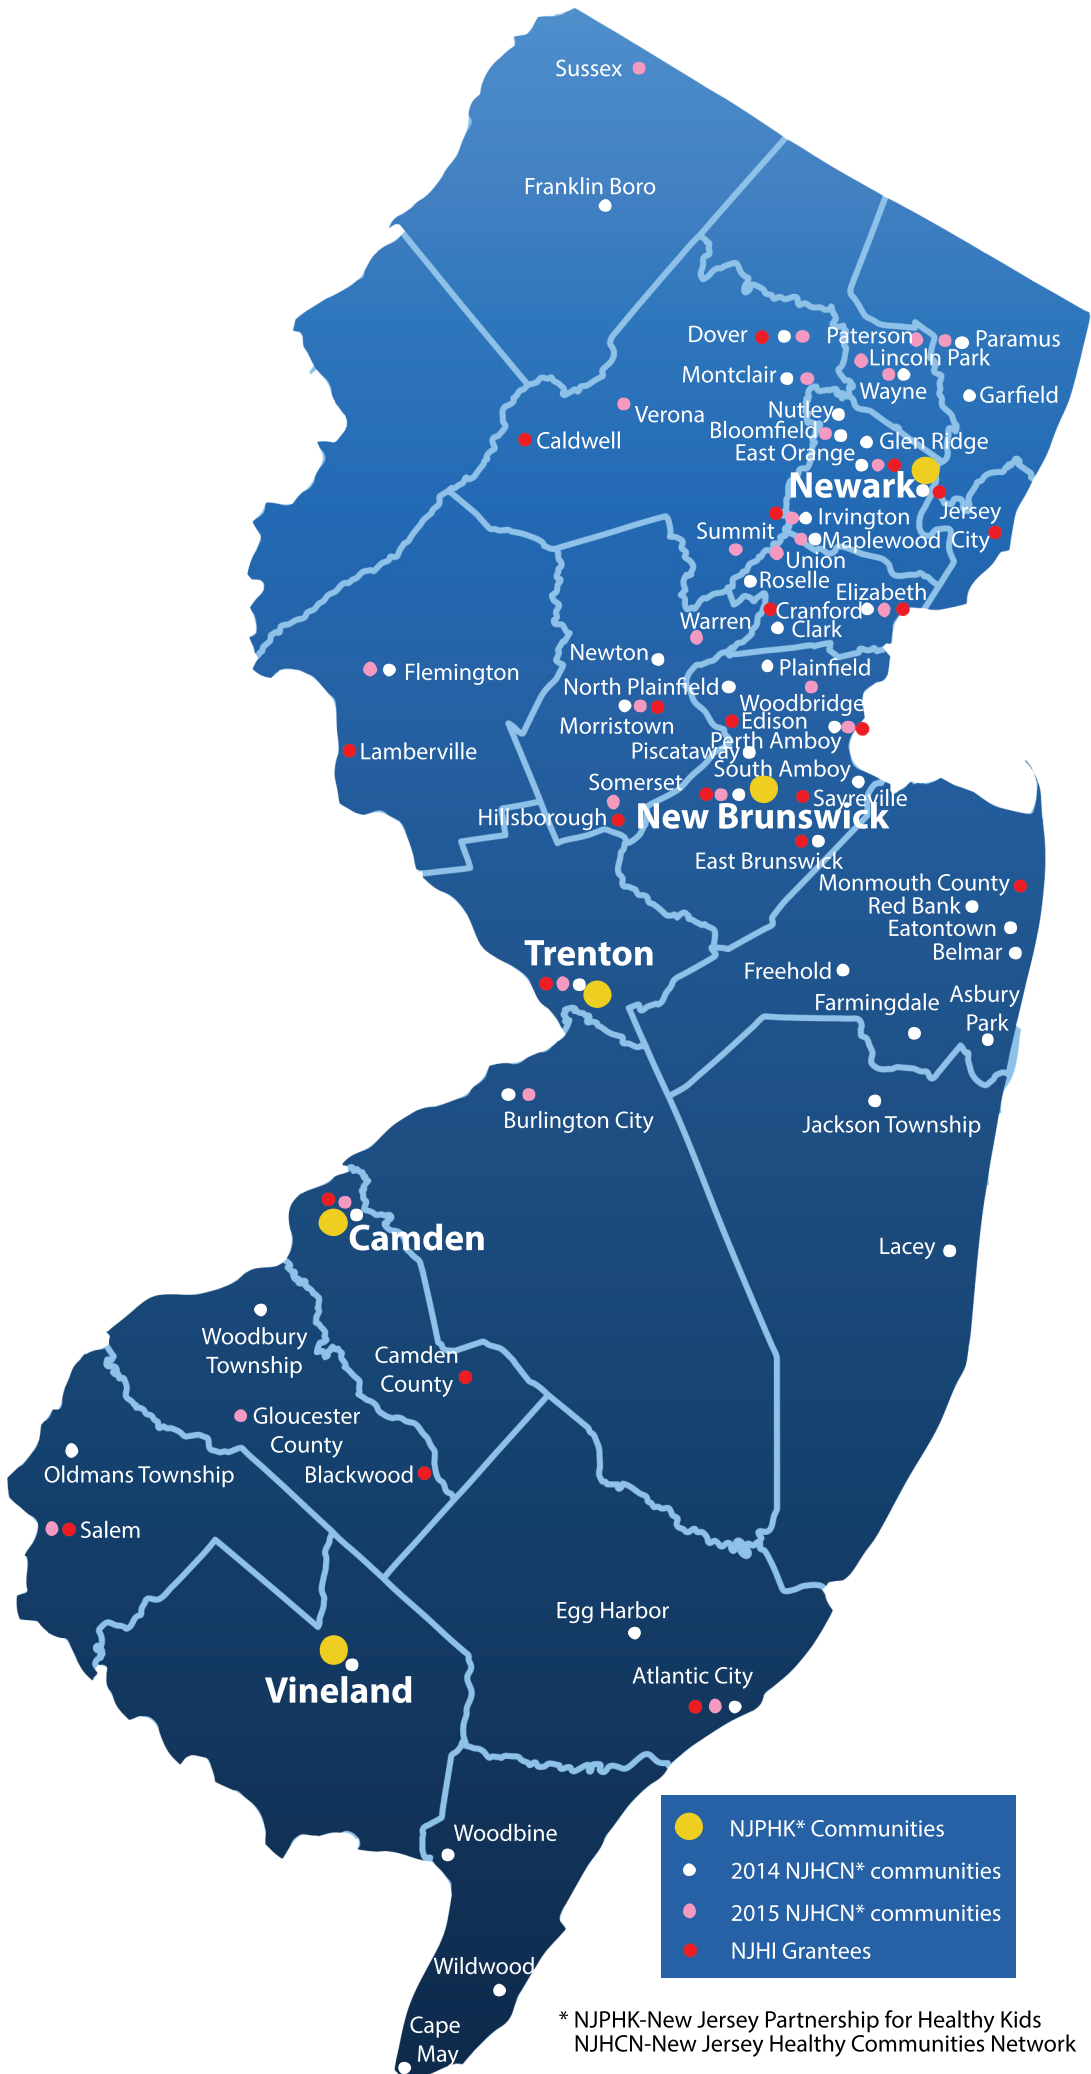 Sussex
Franklin Boro
Dover
Paterson
Paramus
Lincoln Park
Montclair
Wayne
Garfield
Verona
Nutley
Bloomfield
Caldwell
Glen Ridge
East Orange
Newark
Jersey
City
Irvington
Summit
Maplewood
Union
Roselle
Elizabeth
Cranford
Warren
Clark
Newton
Plainfield
Flemington
North Plainfield
Woodbridge
Morristown
Edison
Perth Amboy
Lamberville
Piscataway
South Amboy
Somerset
Sayreville
Hillsborough
New Brunswick
East Brunswick
Monmouth County
Red Bank
Eatontown
Belmar
Trenton
Freehold
Farmingdale
Asbury
Park
Burlington City
Jackson Township
Camden
Lacey
Woodbury
Township
Camden
County
Gloucester
County
Oldmans Township
Blackwood
Salem
Egg Harbor
Atlantic City
Vineland
Woodbine
Wildwood
Cape
May
NJPHK* Communities
2014 NJHCN* communities
2015 NJHCN* communities
NJHI Grantees
* NJPHK-New Jersey Partnership for Healthy Kids
NJHCN-New Jersey Healthy Communities Network